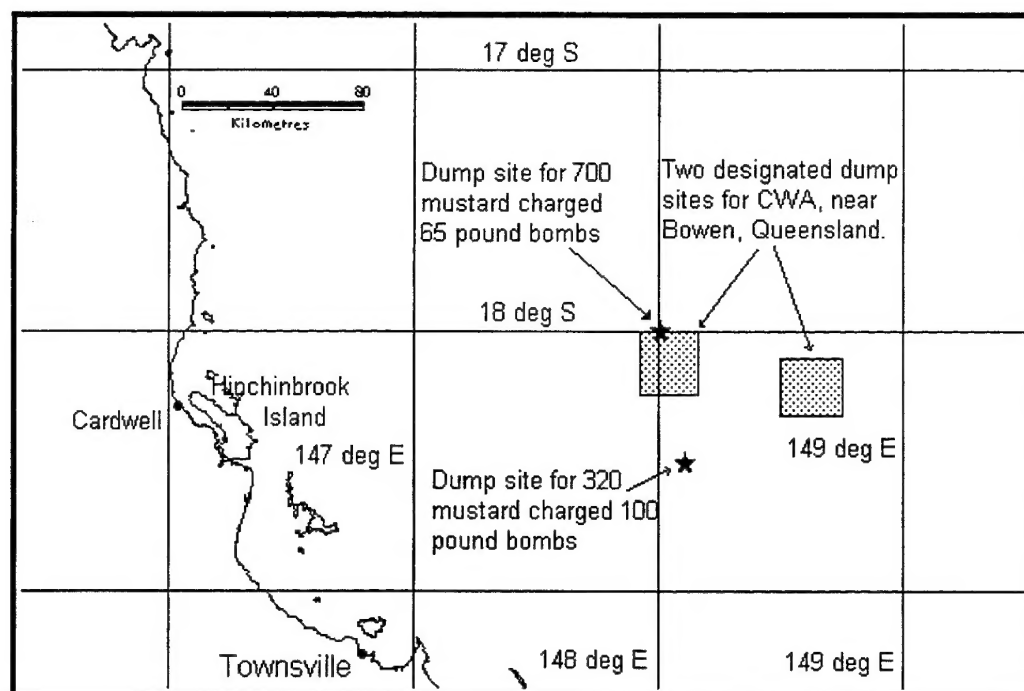 17 deg S
0 40 80
Kilometres
Dump site for 700
mustard charged
65 pound bombs
Two designated dump
sites for CWA, near
Bowen, Queensland.
18 deg S
Hinchinbrook
Island
Cardwell
147 deg E
149 deg E
Dump site for 320
mustard charged 100
pound bombs
Townsville
148 deg E
149 deg E